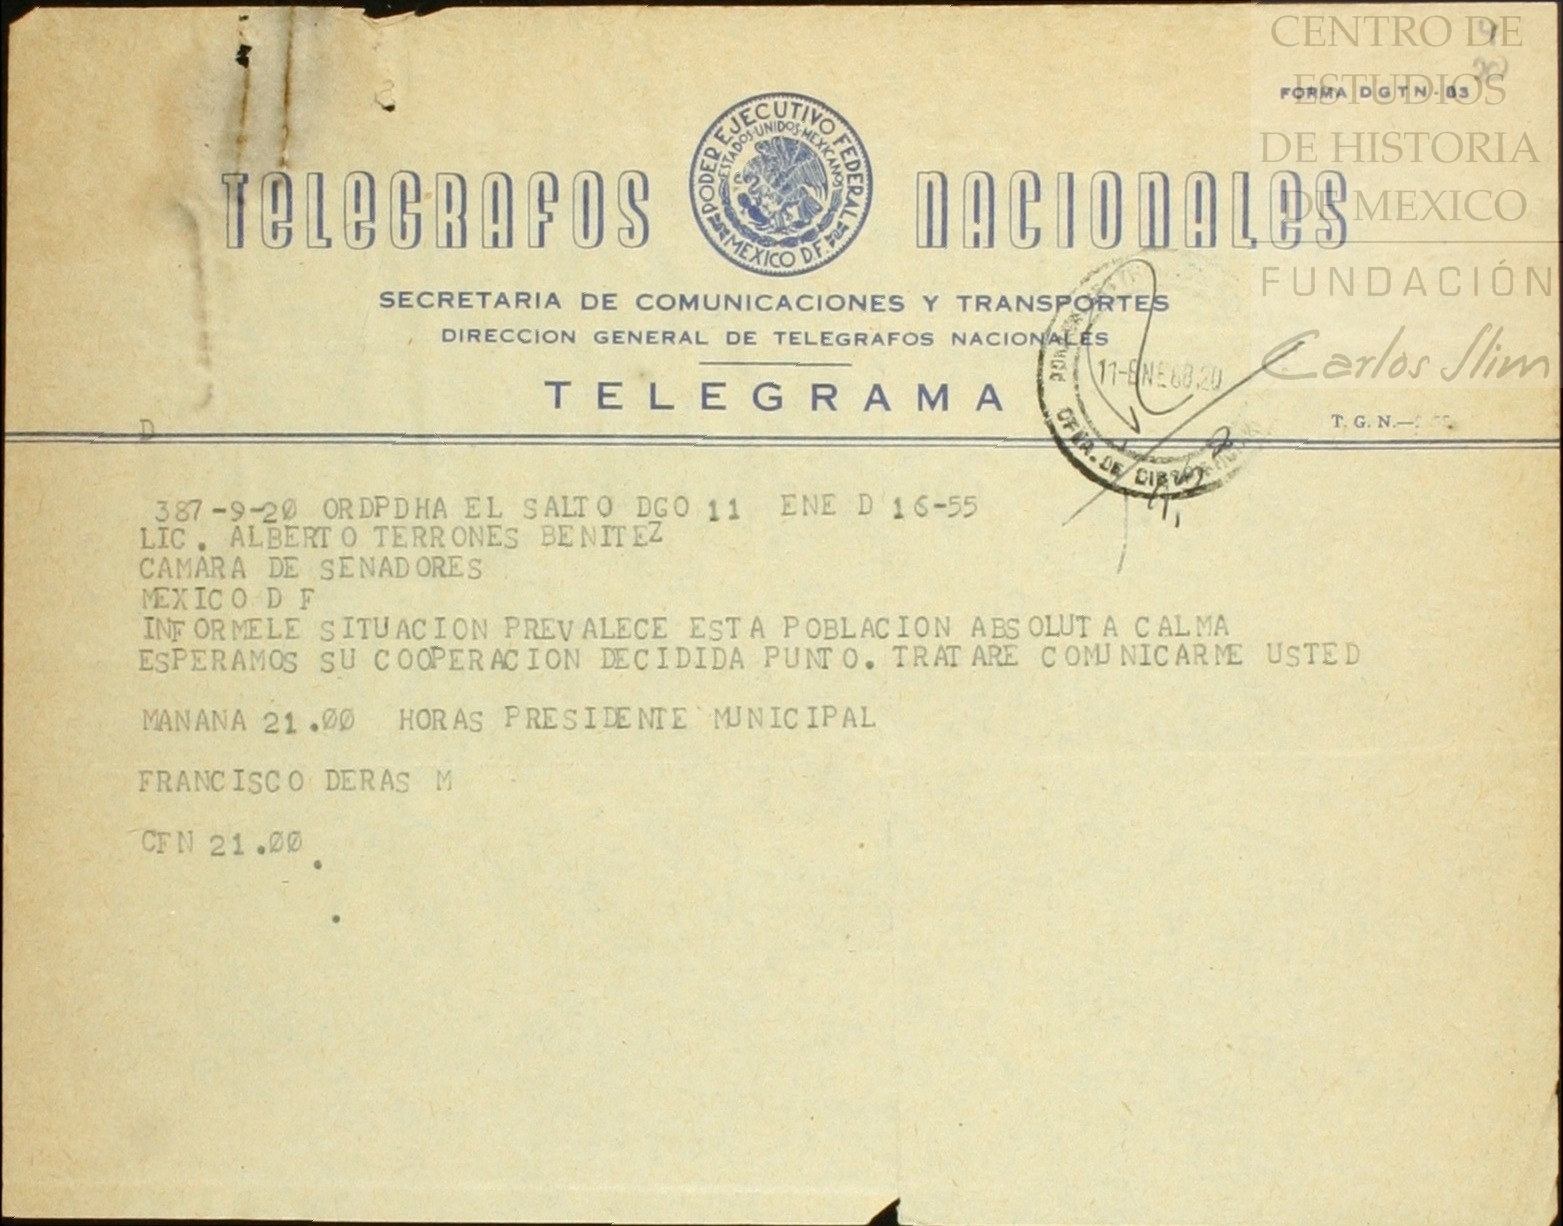 CENTRO DE
ESTUDIOS
DE HISTORIA
DE MEXICO
FUNDACIÓN
Carlos Slim
FORMA DGTN-83
TELEGRAFOS NACIONALES
PODER EJECUTIVO FEDERAL
ESTADOS UNIDOS MEXICANOS
MEXICO D.F.
SECRETARIA DE COMUNICACIONES Y TRANSPORTES
DIRECCION GENERAL DE TELEGRAFOS NACIONALES
TELEGRAMA
11-ENE 68.20
OFNA. DE
T. G. N.—
D
387-9-20 ORDPDHA EL SALTO DGO 11 ENE D 16-55
LIC. ALBERTO TERRONES BENITEZ
CAMARA DE SENADORES
MEXICO D F
INFORMELE SITUACION PREVALECE ESTA POBLACION ABSOLUTA CALMA
ESPERAMOS SU COOPERACION DECIDIDA PUNTO. TRATARE COMUNICARME USTED
MANANA 21.00 HORAS PRESIDENTE MUNICIPAL
FRANCISCO DERAS M
CFN 21.00